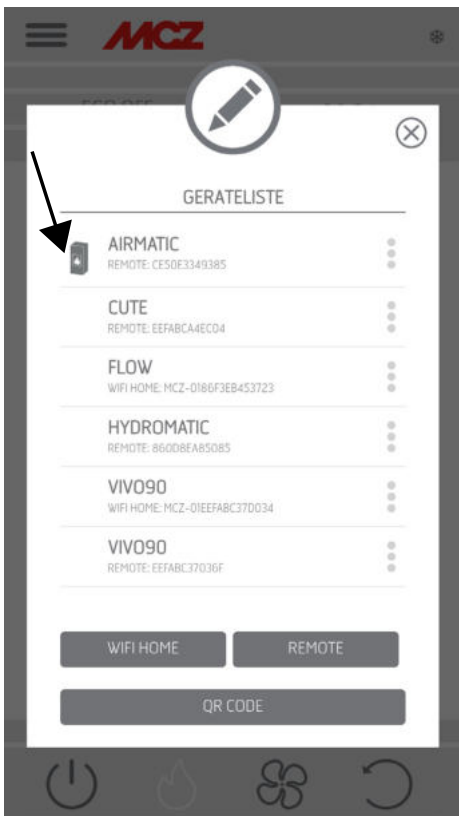 MCZ
GERATELISTE
AIRMATIC
REMOTE: CE50E3349385
CUTE
REMOTE: EEFABCA4EC04
FLOW
WIFI HOME: MCZ-0186F3EB453723
HYDROMATIC
REMOTE: 860D8EA85085
VIVO90
WIFI HOME: MCZ-01EEFABC37D034
VIVO90
REMOTE: EEFABC37036F
WIFI HOME
REMOTE
QR CODE